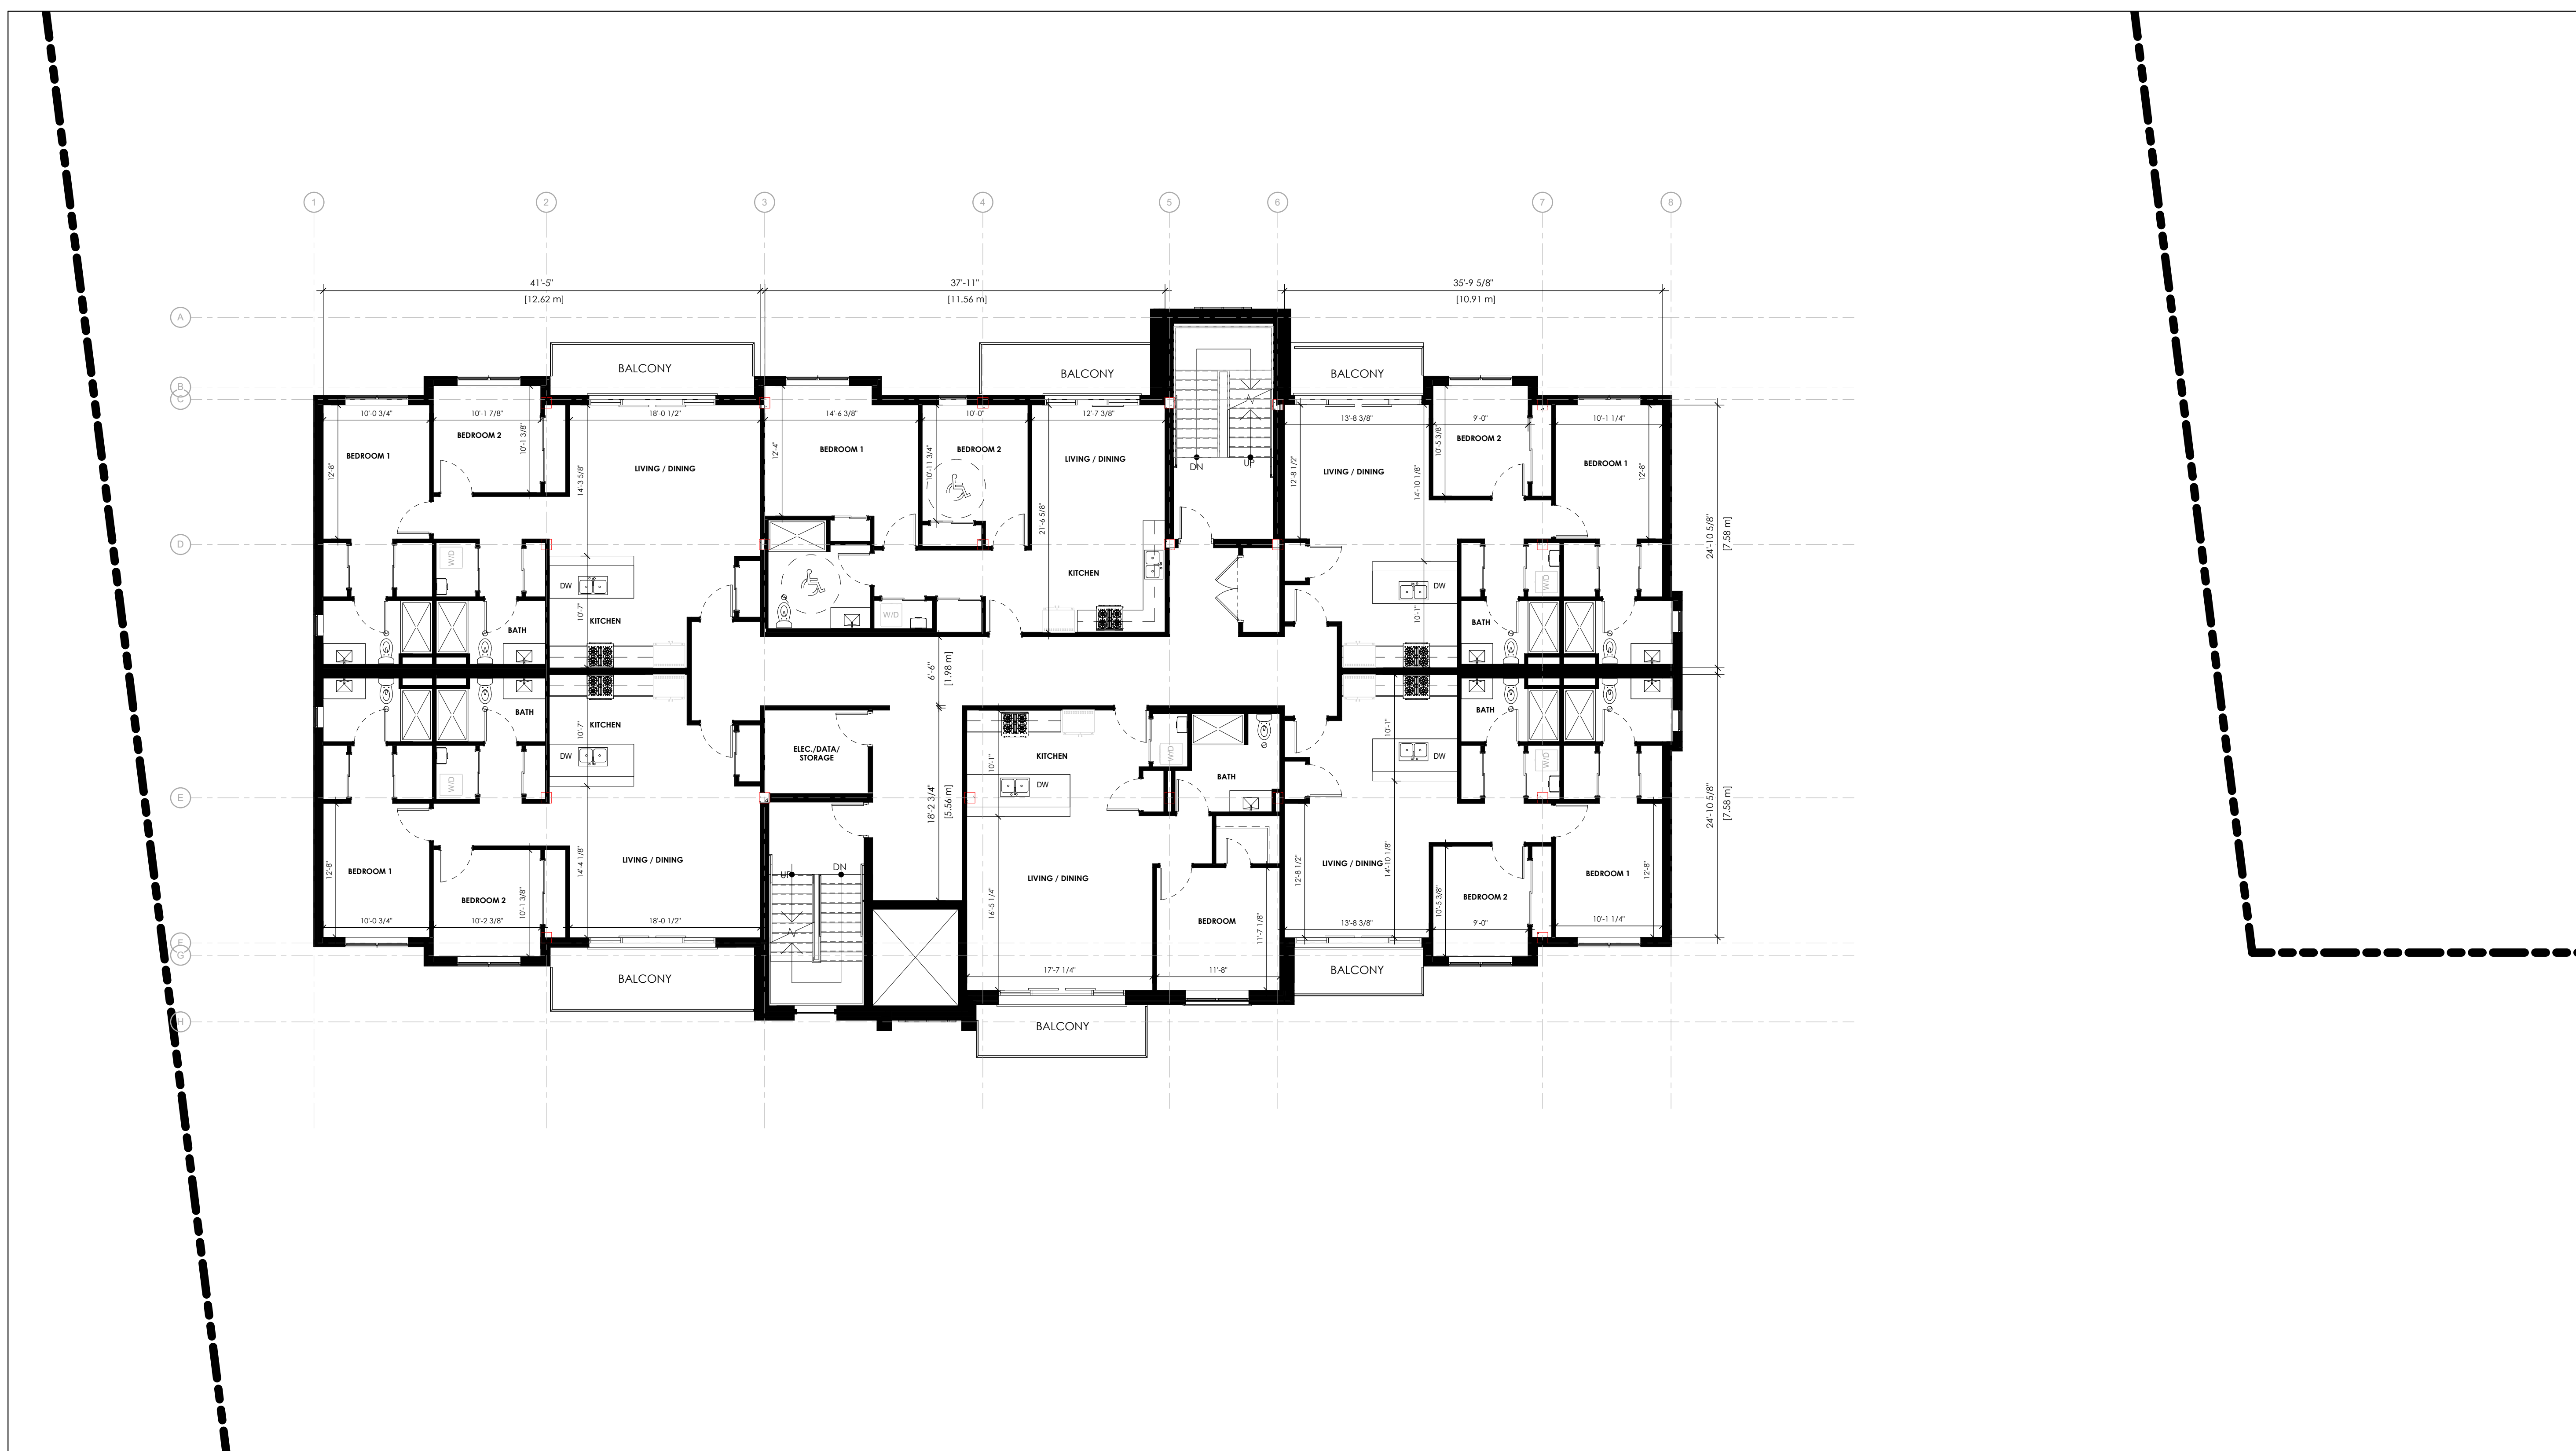 1 2 3 4 5 6 7 8
41'-5" 37'-11" 35'-9 5/8"
[12.62 m] [11.56 m] [10.91 m]
A
BALCONY BALCONY BALCONY
B
C
10'-0 3/4" 10'-1 7/8" 18'-0 1/2" 14'-6 3/8" 10'-0" 12'-7 3/8" 13'-8 3/8" 9'-0" 10'-1 1/4"
BEDROOM 2 10'-1 3/8" 12'-4" 10'-5 3/8" BEDROOM 2
BEDROOM 1 BEDROOM 1 BEDROOM 2
12'-8" 14'-3 5/8" LIVING / DINING 10'-11 3/4" LIVING / DINING DN UP 12'-8 1/2" LIVING / DINING 14'-10 1/8" BEDROOM 1 12'-8"
21'-6 5/8"
24'-10 5/8"
[7.58 m]
D
W/D DW KITCHEN DW W/D
10'-7" KITCHEN W/D 10'-1"
BATH BATH
6'-6"
[1.98 m]
BATH KITCHEN BATH
10'-7" 10'-1"
DW W/D
ELEC./DATA/
STORAGE
KITCHEN W/D DW W/D
10'-1" DW BATH
E
18'-2 3/4"
[5.56 m]
24'-10 5/8"
[7.58 m]
12'-8" 14'-4 1/8" LIVING / DINING UP DN LIVING / DINING 12'-8 1/2" LIVING / DINING 14'-10 1/8" 12'-8"
BEDROOM 1 BEDROOM 1
BEDROOM 2 10'-1 3/8" 16'-5 1/4" 10'-5 3/8" BEDROOM 2
10'-0 3/4" 10'-2 3/8" 18'-0 1/2" BEDROOM 11'-7 1/8" 13'-8 3/8" 9'-0" 10'-1 1/4"
F
G
BALCONY 17'-7 1/4" 11'-8" BALCONY
H
BALCONY